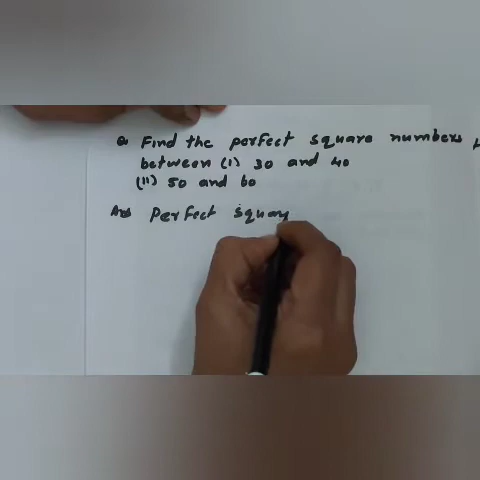 Q Find the perfect square numbers
between (i) 30 and 40
(ii) 50 and 60
Ans Perfect squar